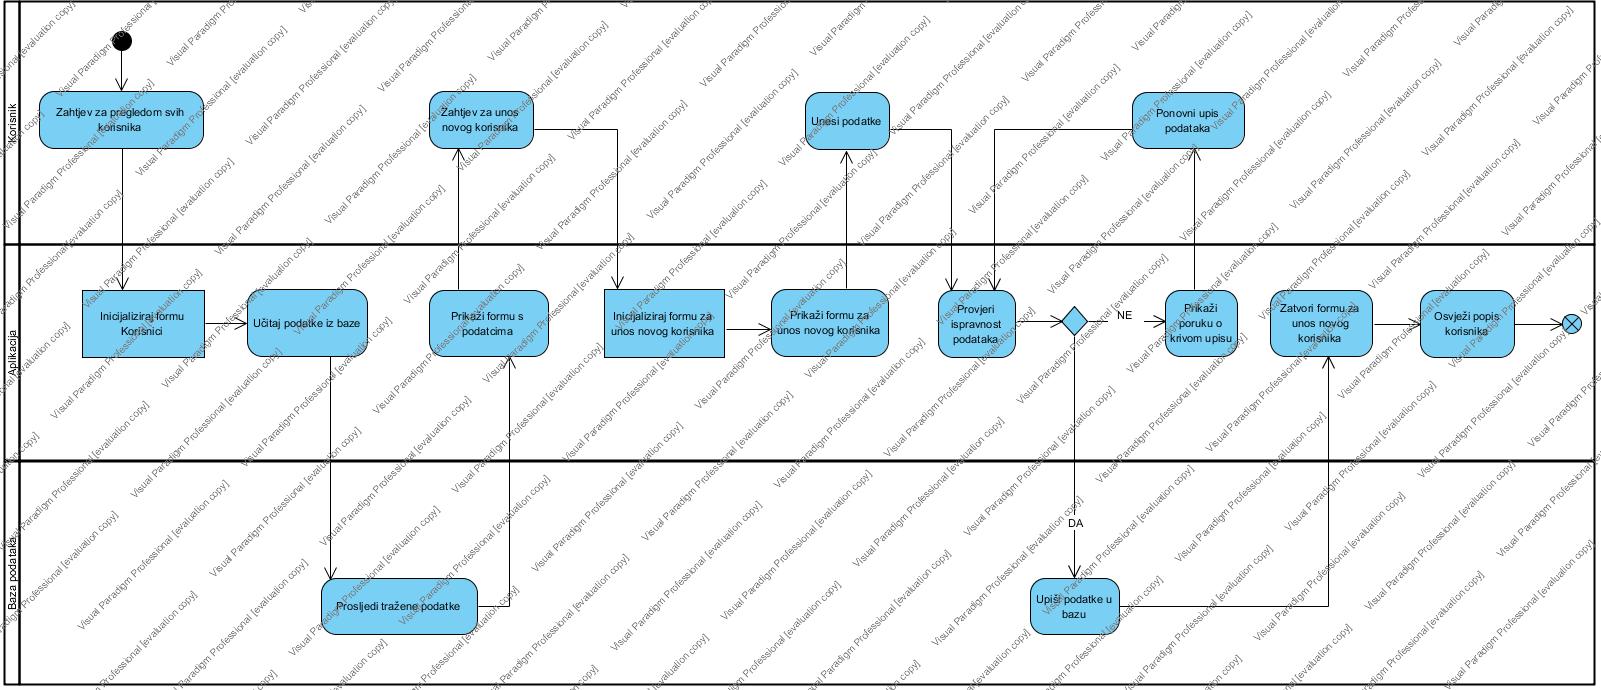 Korisnik
Zahtjev za pregledom svih
korisnika
Zahtjev za unos
novog korisnika
Unesi podatke
Ponovni upis
podataka
Aplikacija
Inicijaliziraj formu
Korisnici
Učitaj podatke iz baze
Prikaži formu s
podatcima
Inicijaliziraj formu za
unos novog korisnika
Prikaži formu za
unos novog korisnika
Provjeri
ispravnost
podataka
NE
Prikaži
poruku o
krivom upisu
Zatvori formu za
unos novog
korisnika
Osvježi popis
korisnika
DA
Baza podataka
Prosljedi tražene podatke
Upiši podatke u
bazu
Visual Paradigm Professional [evaluation copy]